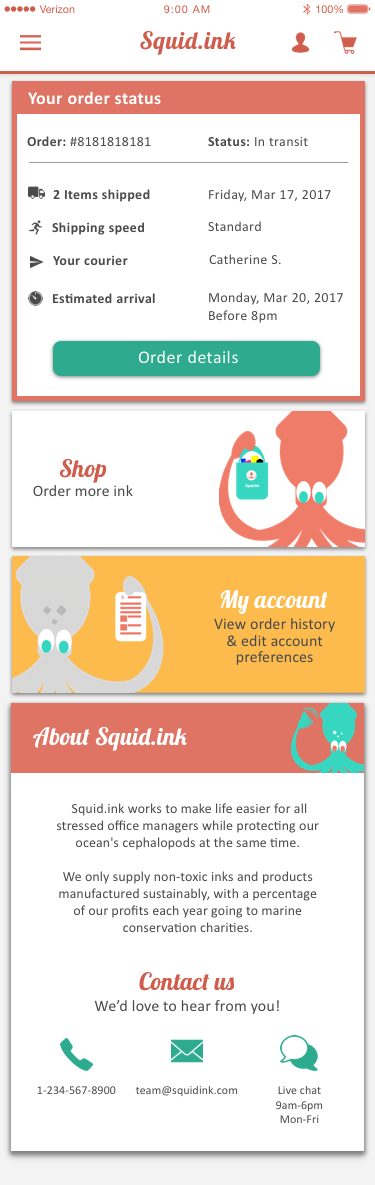 Verizon 9:00 AM 100%
Squid.ink
Your order status
Order: #8181818181 Status: In transit
2 Items shipped Friday, Mar 17, 2017
Shipping speed Standard
Your courier Catherine S.
Estimated arrival Monday, Mar 20, 2017
Before 8pm
Order details
Shop
Order more ink
My account
View order history
& edit account
preferences
About Squid.ink
Squid.ink works to make life easier for all
stressed office managers while protecting our
ocean's cephalopods at the same time.
We only supply non-toxic inks and products
manufactured sustainably, with a percentage
of our profits each year going to marine
conservation charities.
Contact us
We'd love to hear from you!
1-234-567-8900 team@squidink.com Live chat
9am-6pm
Mon-Fri